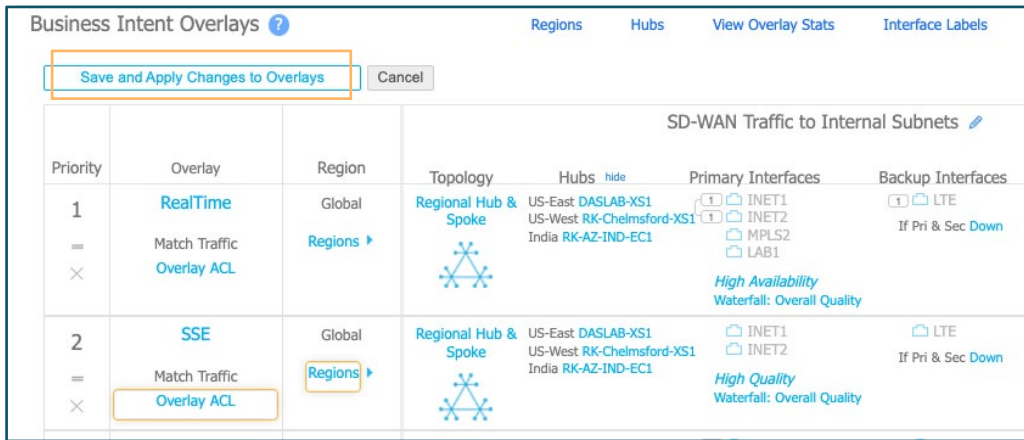 Business Intent Overlays ?
Regions Hubs View Overlay Stats Interface Labels
Save and Apply Changes to Overlays Cancel
SD-WAN Traffic to Internal Subnets
Priority Overlay Region Topology Hubs hide Primary Interfaces Backup Interfaces
1 RealTime Global Regional Hub & Spoke US-East DASLAB-XS1 1 INET1 1 LTE
US-West RK-Chelmsford-XS1 1 INET2 If Pri & Sec Down
= Match Traffic Regions India RK-AZ-IND-EC1 MPLS2
× Overlay ACL LAB1
High Availability
Waterfall: Overall Quality
2 SSE Global Regional Hub & Spoke US-East DASLAB-XS1 INET1 LTE
US-West RK-Chelmsford-XS1 INET2 If Pri & Sec Down
= Match Traffic Regions India RK-AZ-IND-EC1 High Quality
× Overlay ACL Waterfall: Overall Quality